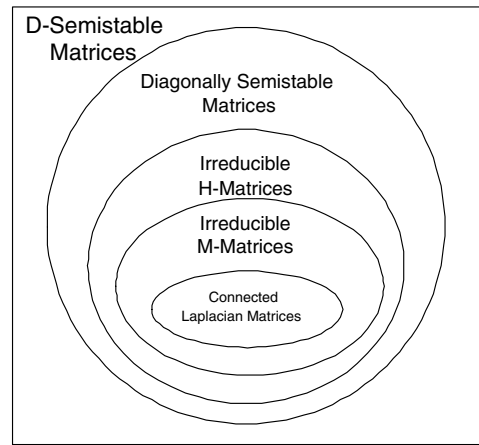 D-Semistable
Matrices
Diagonally Semistable
Matrices
Irreducible
H-Matrices
Irreducible
M-Matrices
Connected
Laplacian Matrices